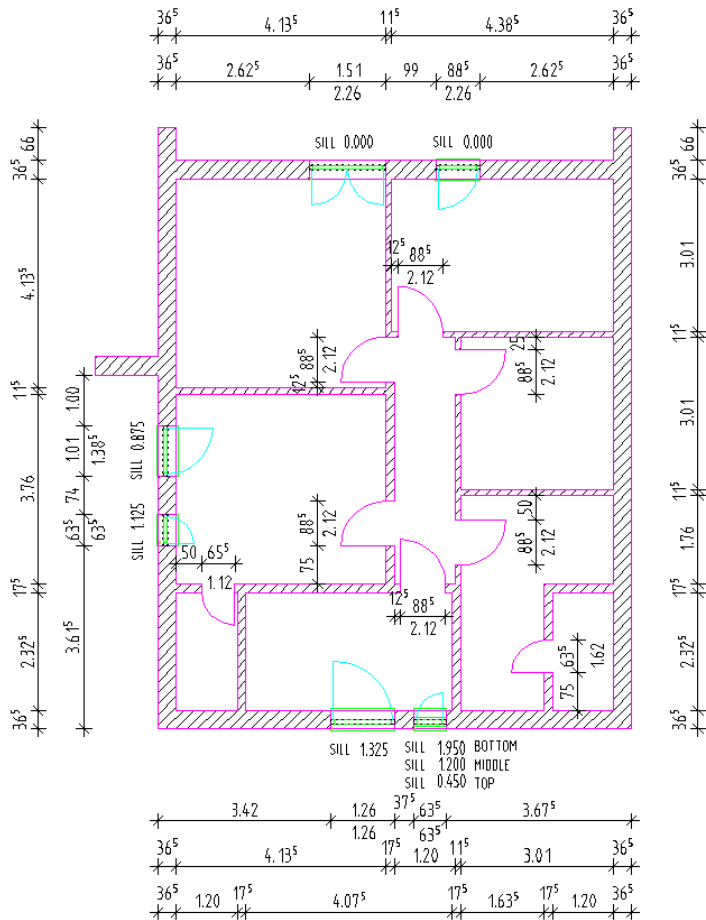 36⁵ 11⁵ 36⁵
4.13⁵ 4.38⁵
2.62⁵ 1.51 99 88⁵ 2.62⁵
2.26 2.26
SILL 0.000 SILL 0.000
66 66
36⁵ 36⁵
4.13⁵ 3.01
12⁵ 88⁵
2.12
25
88⁵ 2.12
12⁵
88⁵ 2.12
11⁵ 11⁵
1.00
1.01 1.38⁵ SILL 0.875
3.76 3.01
74
63⁵ 63⁵ SILL 1.125
11⁵
50
88⁵ 2.12
88⁵ 2.12
75
1.76
50 65⁵
1.12
17⁵ 17⁵
12⁵ 88⁵
2.12
2.32⁵ 3.61⁵ 2.32⁵
63⁵ 1.62
75
36⁵ 36⁵
SILL 1.325 SILL 1.950 BOTTOM
SILL 1.200 MIDDLE
SILL 0.450 TOP
3.42 1.26 37⁵ 63⁵ 3.67⁵
1.26 63⁵
36⁵ 4.13⁵ 17⁵ 1.20 11⁵ 3.01 36⁵
36⁵ 1.20 17⁵ 4.07⁵ 17⁵ 1.63⁵ 17⁵ 1.20 36⁵